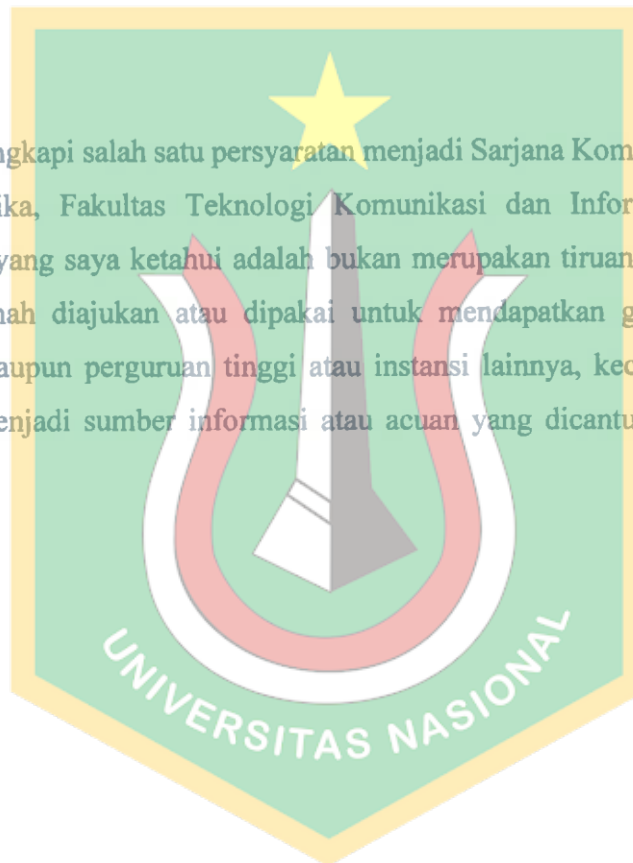 ngkapi salah satu persyaratan menjadi Sarjana Kom
ika, Fakultas Teknologi Komunikasi dan Infor
yang saya ketahui adalah bukan merupakan tiruan
nah diajukan atau dipakai untuk mendapatkan g
aupun perguruan tinggi atau instansi lainnya, kec
enjadi sumber informasi atau acuan yang dicantu
UNIVERSITAS NASIONAL